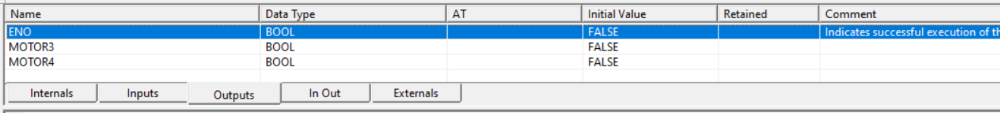 Name Data Type AT Initial Value Retained Comment
ENO BOOL FALSE Indicates successful execution of th
MOTOR3 BOOL FALSE
MOTOR4 BOOL FALSE
Internals Inputs Outputs In Out Externals